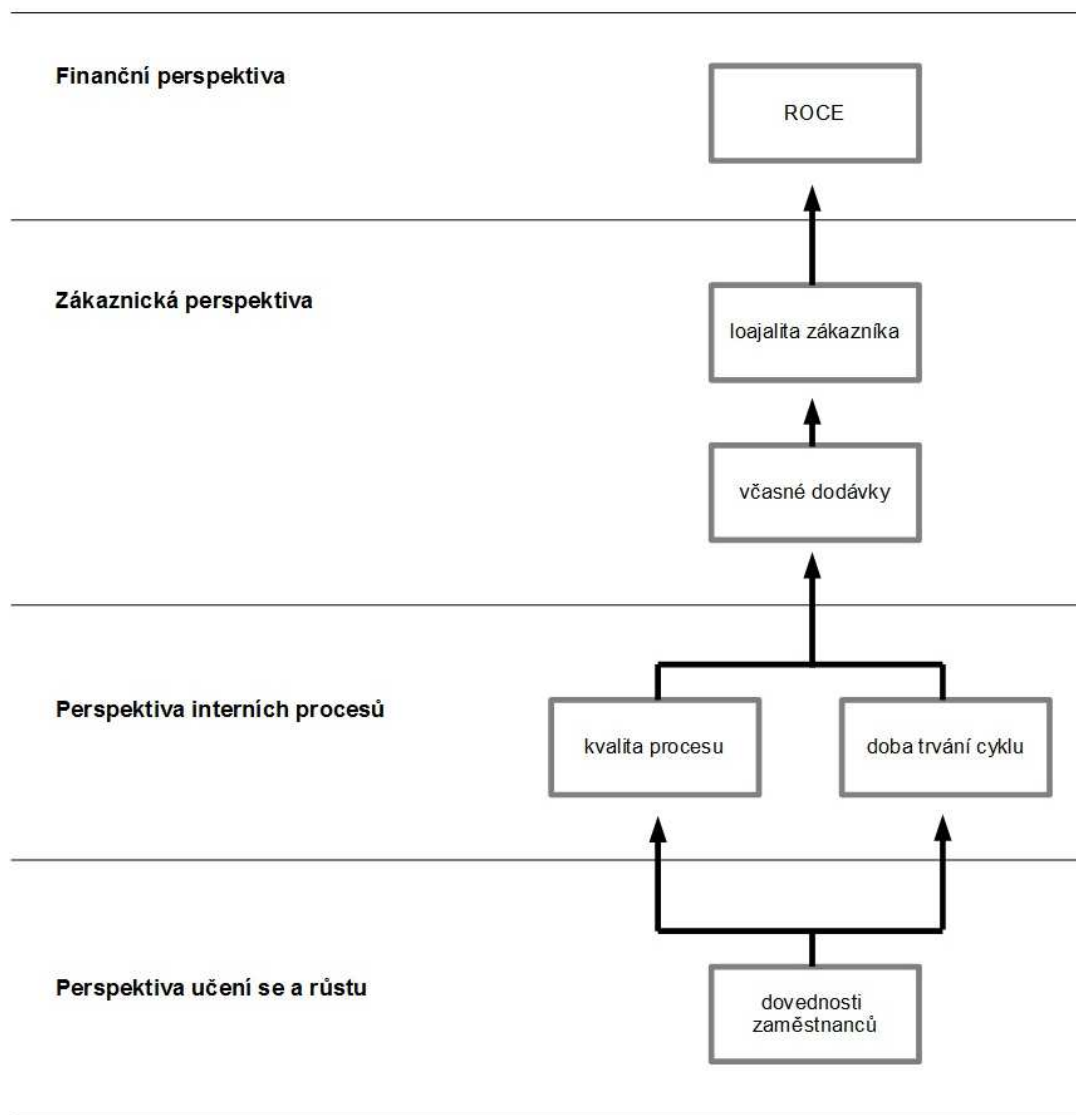 Finanční perspektiva
ROCE
Zákaznická perspektiva
loajalita zákazníka
včasné dodávky
Perspektiva interních procesů
kvalita procesu
doba trvání cyklu
Perspektiva učení se a růstu
dovednosti
zaměstnanců